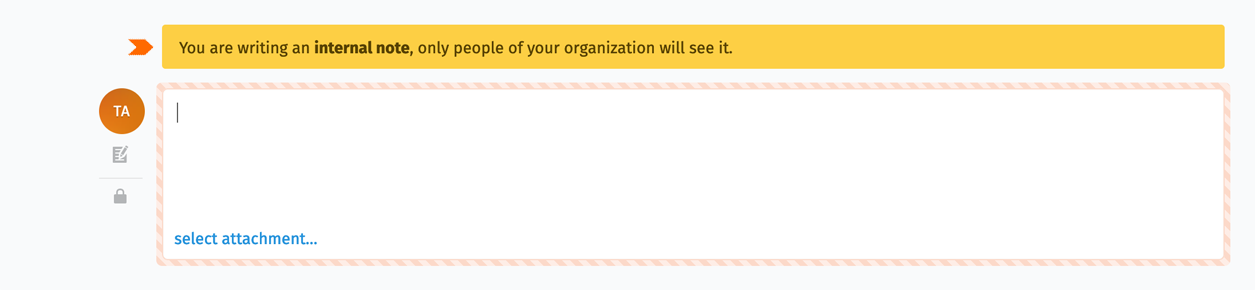 You are writing an internal note, only people of your organization will see it.
TA
select attachment...